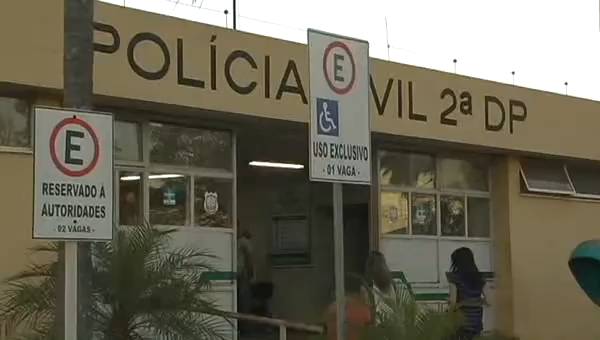 POLÍCIA VIL 2ª DP
E
RESERVADO À
AUTORIDADES
- 02 VAGAS -
E
USO EXCLUSIVO
- 01 VAGA -